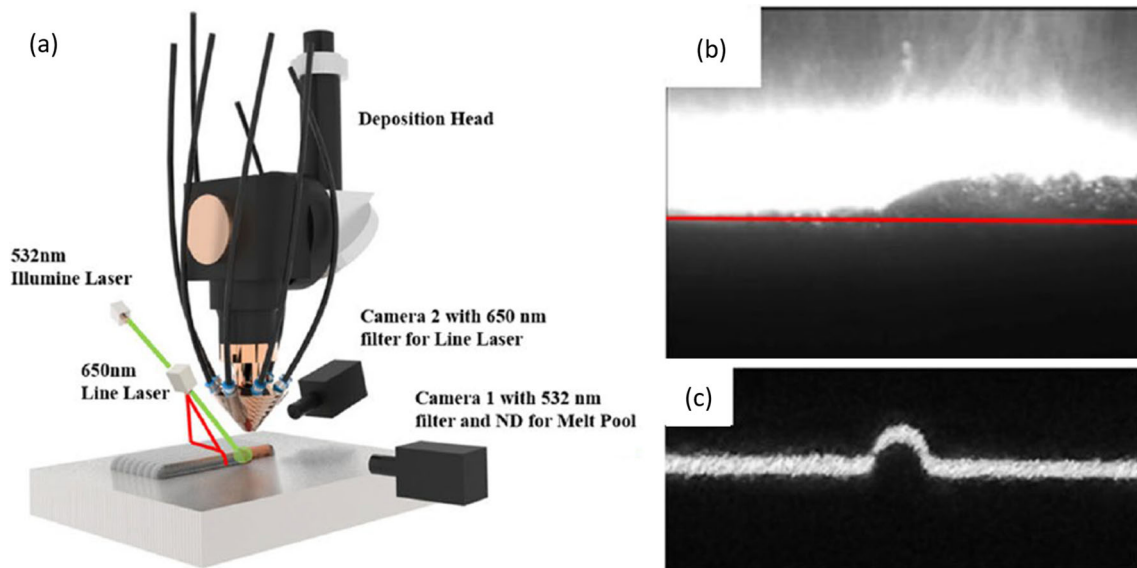 (a)
Deposition Head
532nm
Illumine Laser
Camera 2 with 650 nm
filter for Line Laser
650nm
Line Laser
Camera 1 with 532 nm
filter and ND for Melt Pool
(b)
(c)